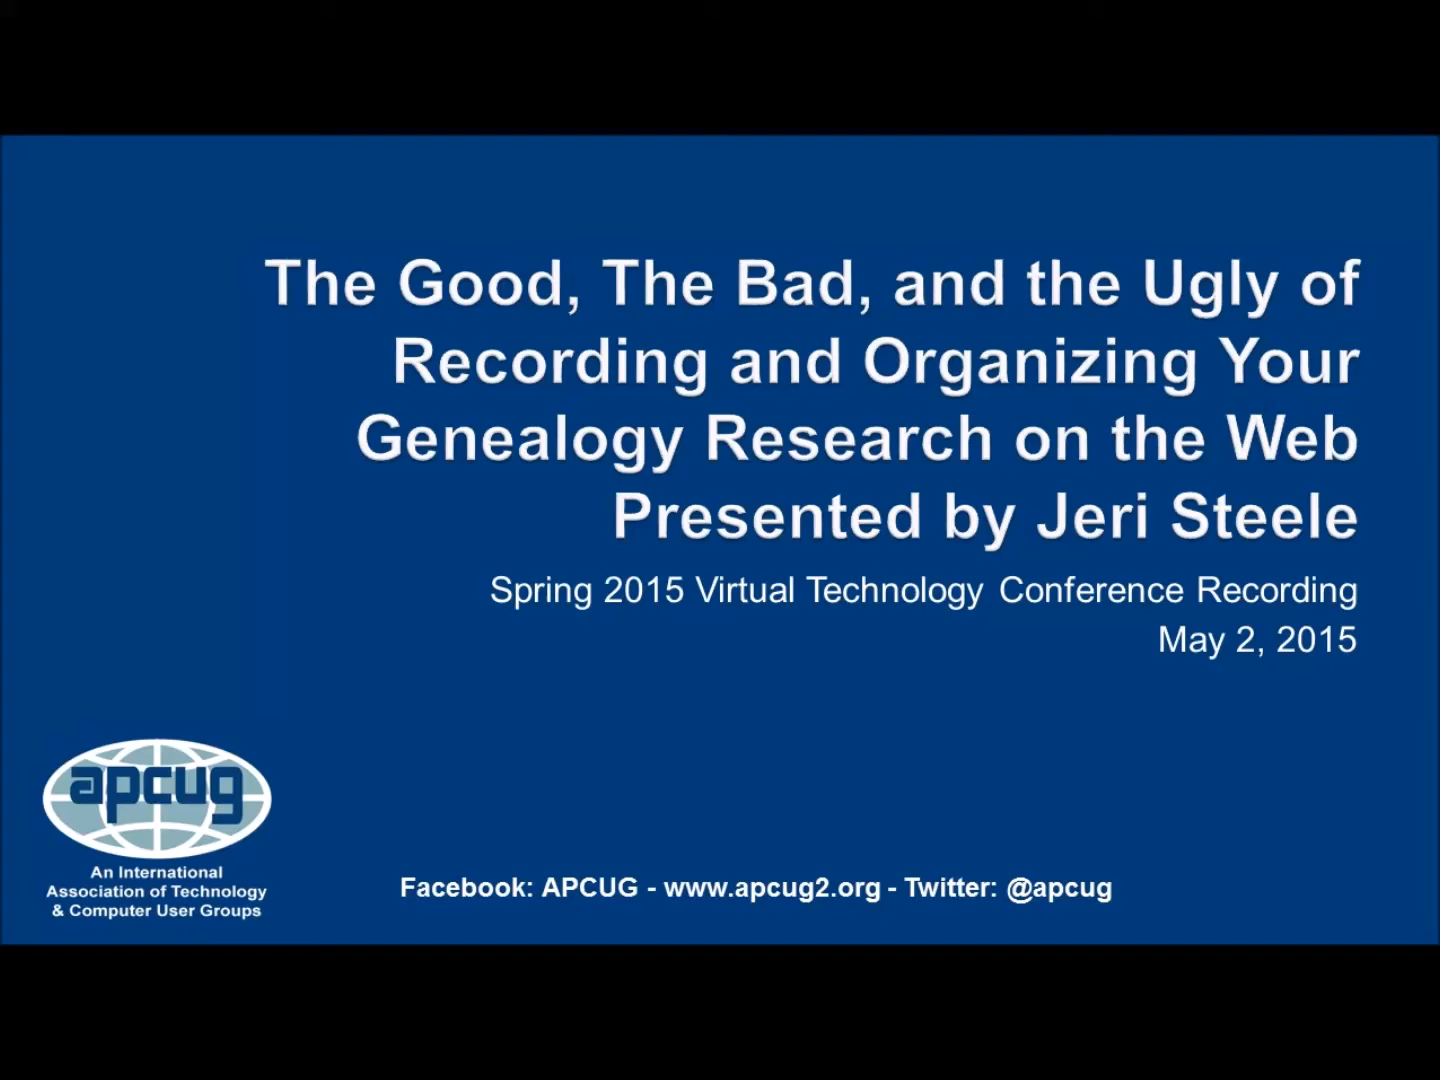 The Good, The Bad, and the Ugly of
Recording and Organizing Your
Genealogy Research on the Web
Presented by Jeri Steele
Spring 2015 Virtual Technology Conference Recording
May 2, 2015
apcug
An International
Association of Technology
& Computer User Groups
Facebook: APCUG - www.apcug2.org - Twitter: @apcug